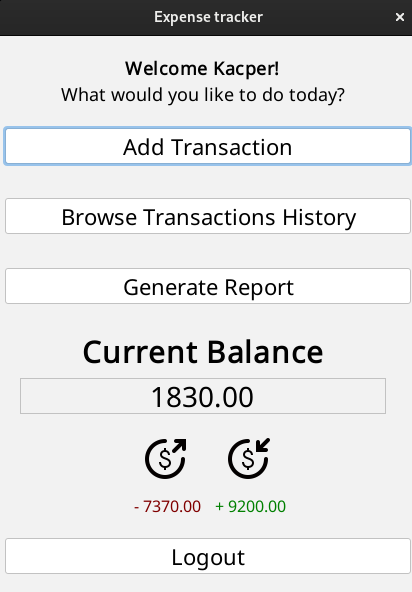 Expense tracker
Welcome Kacper!
What would you like to do today?
Add Transaction
Browse Transactions History
Generate Report
Current Balance
1830.00
$ $
- 7370.00 + 9200.00
Logout